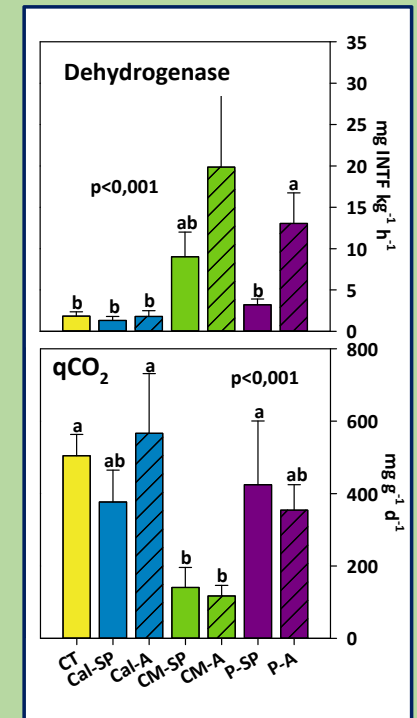 Dehydrogenase
p<0,001
b
b
b
ab
b
a
35
30
25
20
15
10
5
0
mg INTF kg-1 h-1
qCO2
p<0,001
a
ab
a
b
b
a
ab
800
600
400
200
0
mg g-1 d-1
CT
Cal-SP
Cal-A
CM-SP
CM-A
P-SP
P-A